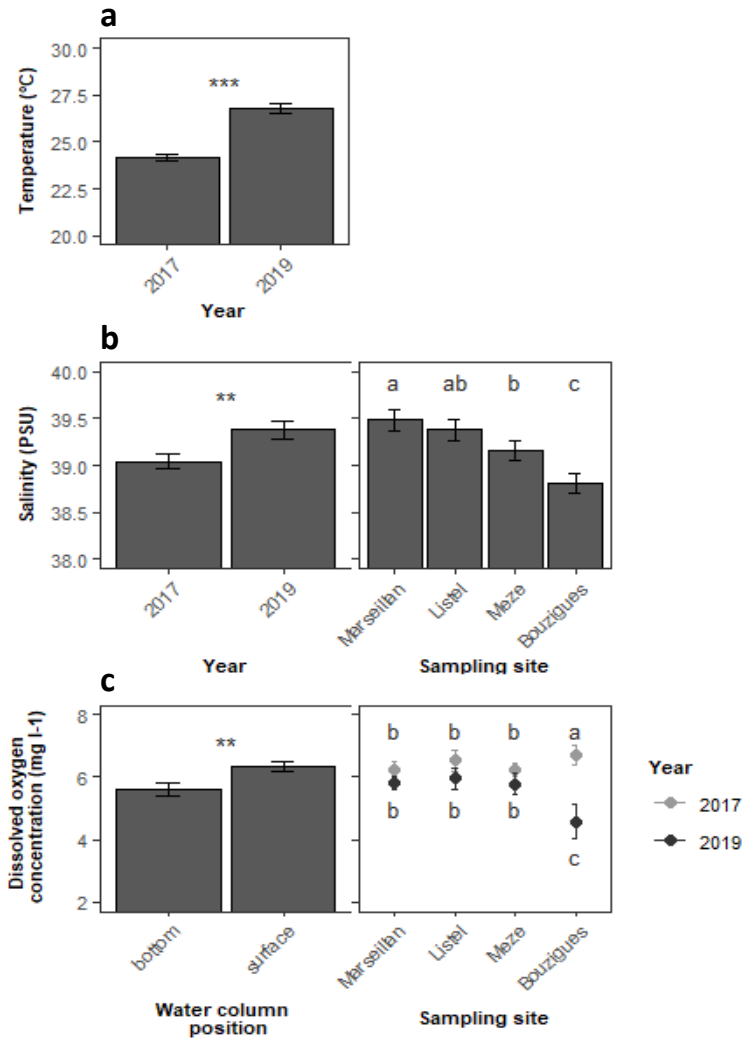 a
Temperature (°C)
30.0
27.5
25.0
22.5
20.0
***
2017
2019
Year
b
Salinity (PSU)
40.0
39.5
39.0
38.5
38.0
**
a
ab
b
c
2017
2019
Marseillan
Listel
Meze
Bouzigues
Year
Sampling site
c
Dissolved oxygen
concentration (mg l-1)
8
6
4
2
**
b
b
b
a
b
b
b
c
Year
2017
2019
bottom
surface
Marseillan
Listel
Meze
Bouzigues
Water column
position
Sampling site